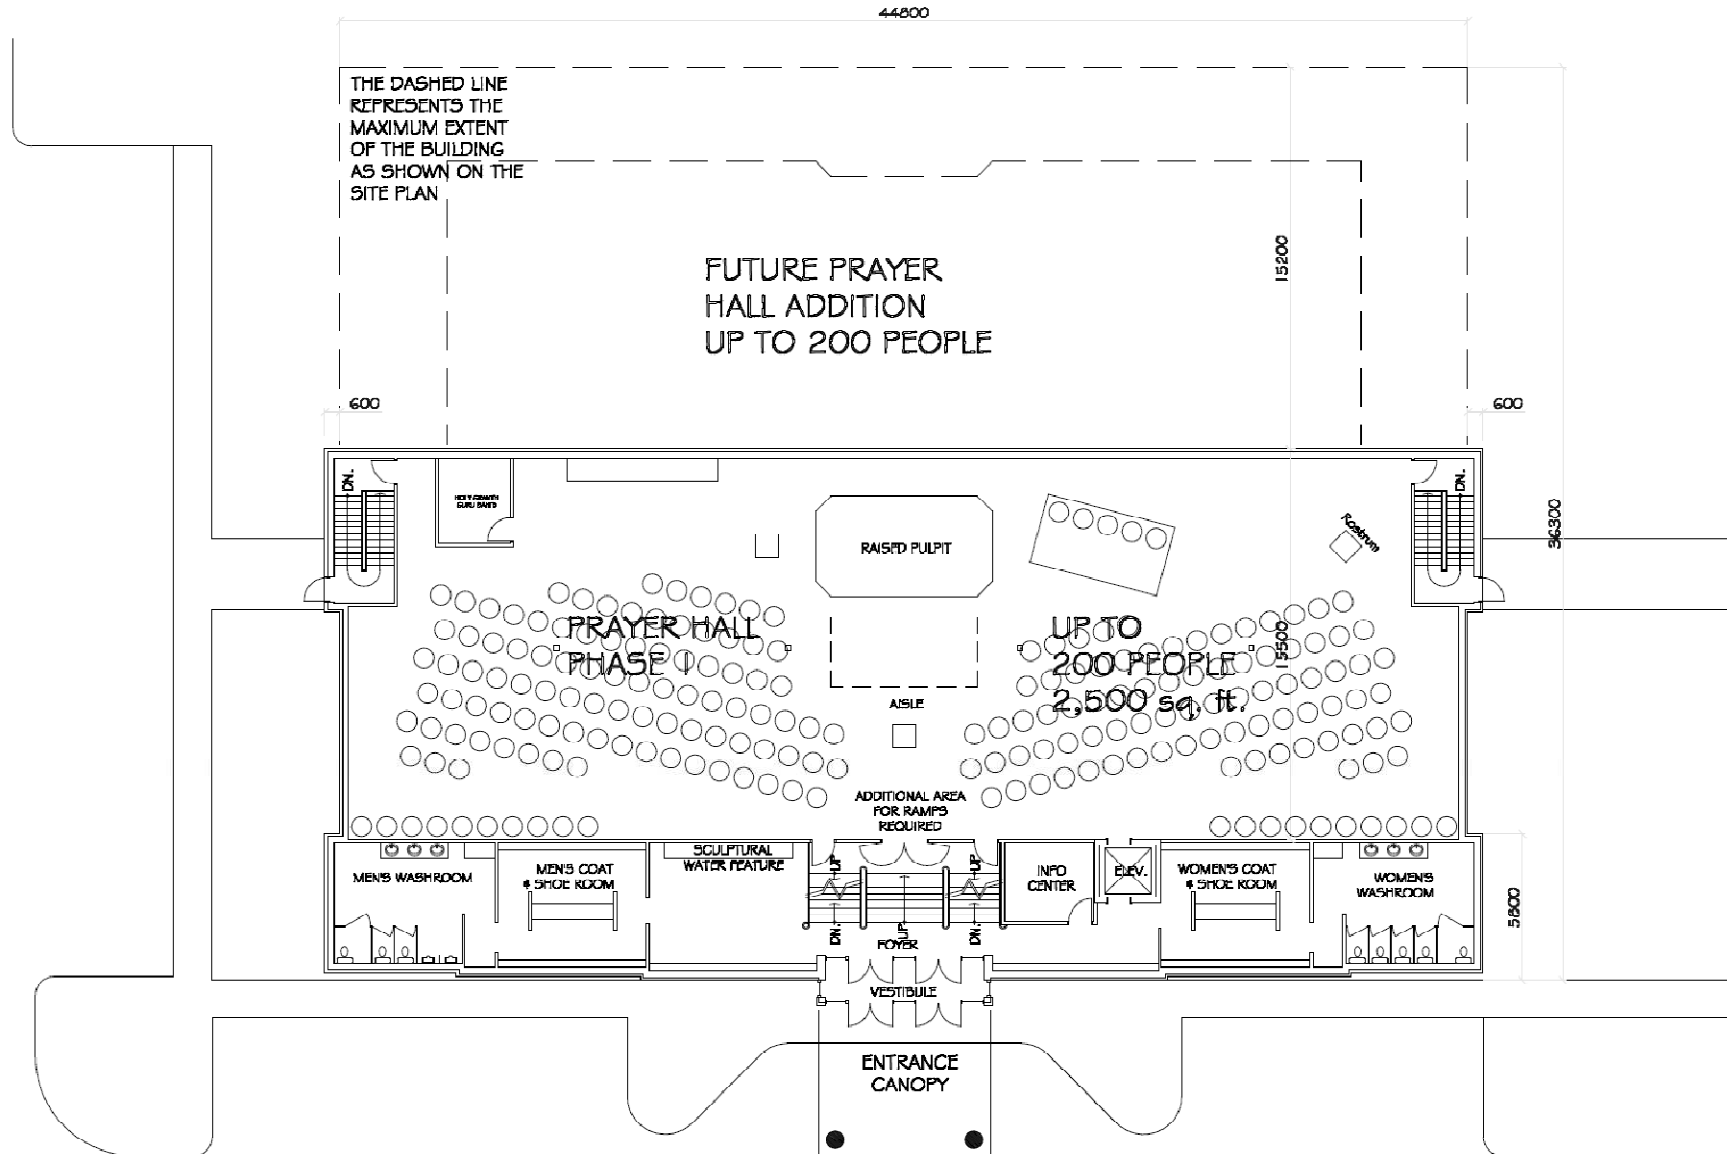 44800
THE DASHED LINE
REPRESENTS THE
MAXIMUM EXTENT
OF THE BUILDING
AS SHOWN ON THE
SITE PLAN
FUTURE PRAYER
HALL ADDITION
UP TO 200 PEOPLE
15200
600
600
36300
DN.
DN.
RAISED PULPIT
Rostrum
PRAYER HALL
PHASE 1
UP TO
200 PEOPLE
2,500 sq. ft.
15500
AISLE
ADDITIONAL AREA
FOR RAMPS
REQUIRED
MEN'S WASHROOM
MEN'S COAT
& SHOE ROOM
SCULPTURAL
WATER FEATURE
UP
UP
INFO
CENTER
ELEV.
WOMEN'S COAT
& SHOE ROOM
WOMEN'S
WASHROOM
5800
DN.
UP
DN.
FOYER
VESTIBULE
ENTRANCE
CANOPY